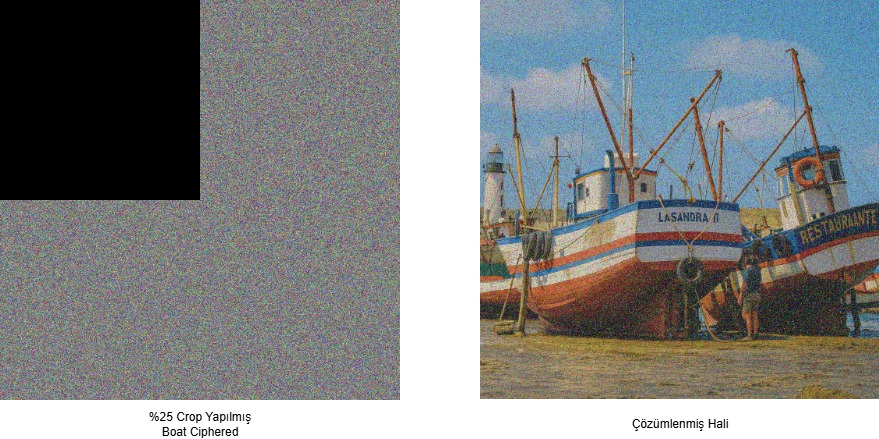 LASANDRA II
RESTAURANTE
%25 Crop Yapılmış
Boat Ciphered
Çözümlenmiş Hali